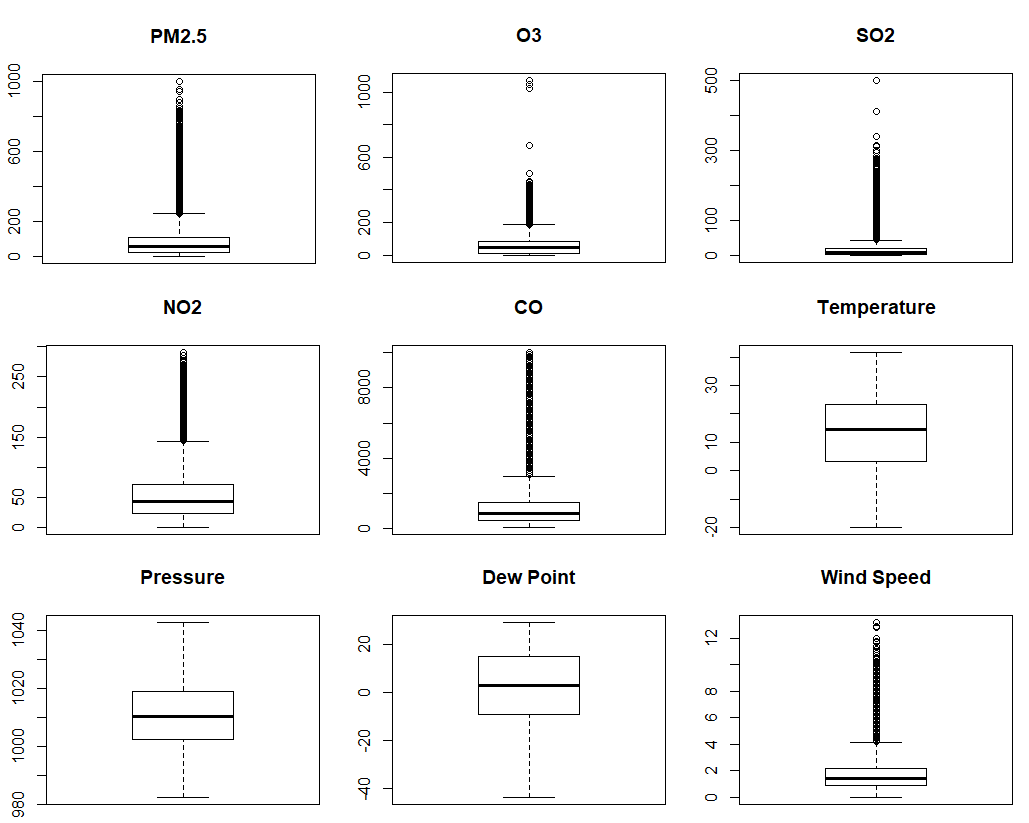 PM2.5
O3
SO2
0 200 600 1000
0 200 600 1000
0 100 300 500
NO2
CO
Temperature
0 50 150 250
0 4000 8000
-20 0 10 30
Pressure
Dew Point
Wind Speed
980 1000 1020 1040
-40 -20 0 20
0 2 4 6 8 12